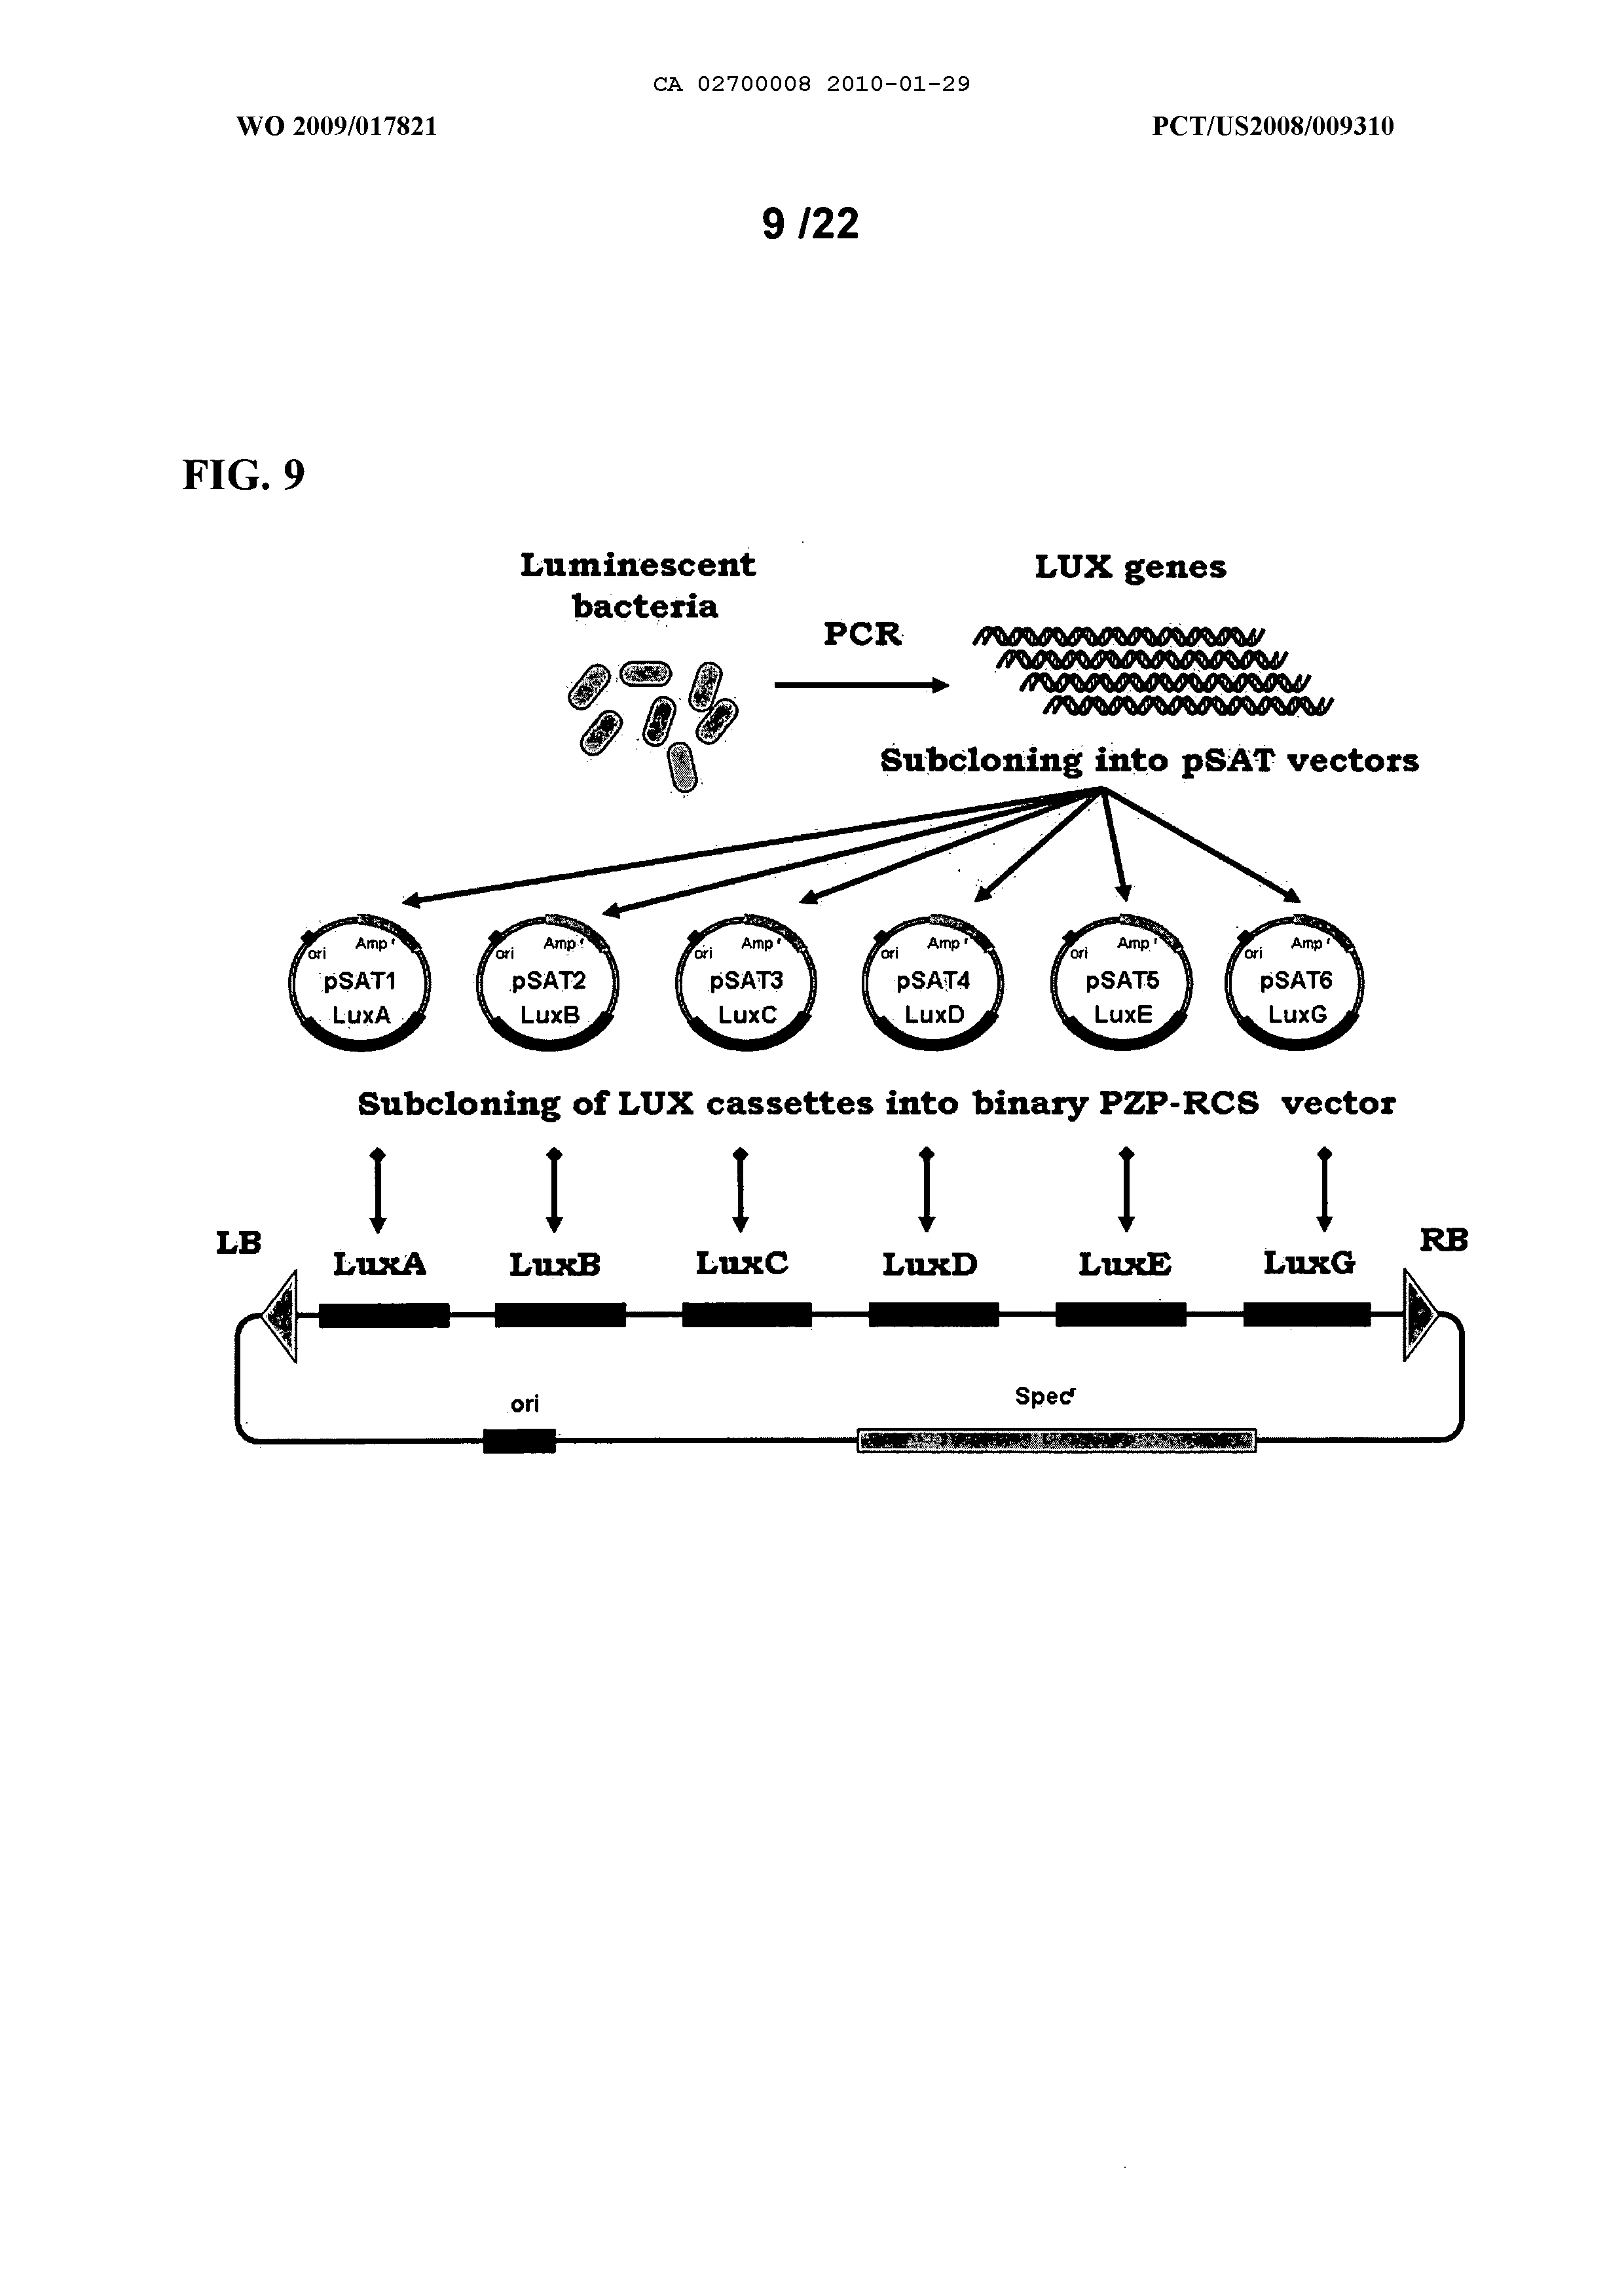 CA 02700008 2010-01-29
WO 2009/017821 PCT/US2008/009310
9 /22
FIG. 9
Luminescent
bacteria
PCR
LUX genes
Subcloning into pSAT vectors
ori Amp r pSAT1 LuxA
ori Amp r pSAT2 LuxB
ori Amp r pSAT3 LuxC
ori Amp r pSAT4 LuxD
ori Amp r pSAT5 LuxE
ori Amp r pSAT6 LuxG
Subcloning of LUX cassettes into binary PZP-RCS vector
LB LuxA LuxB LuxC LuxD LuxE LuxG RB
ori Specr